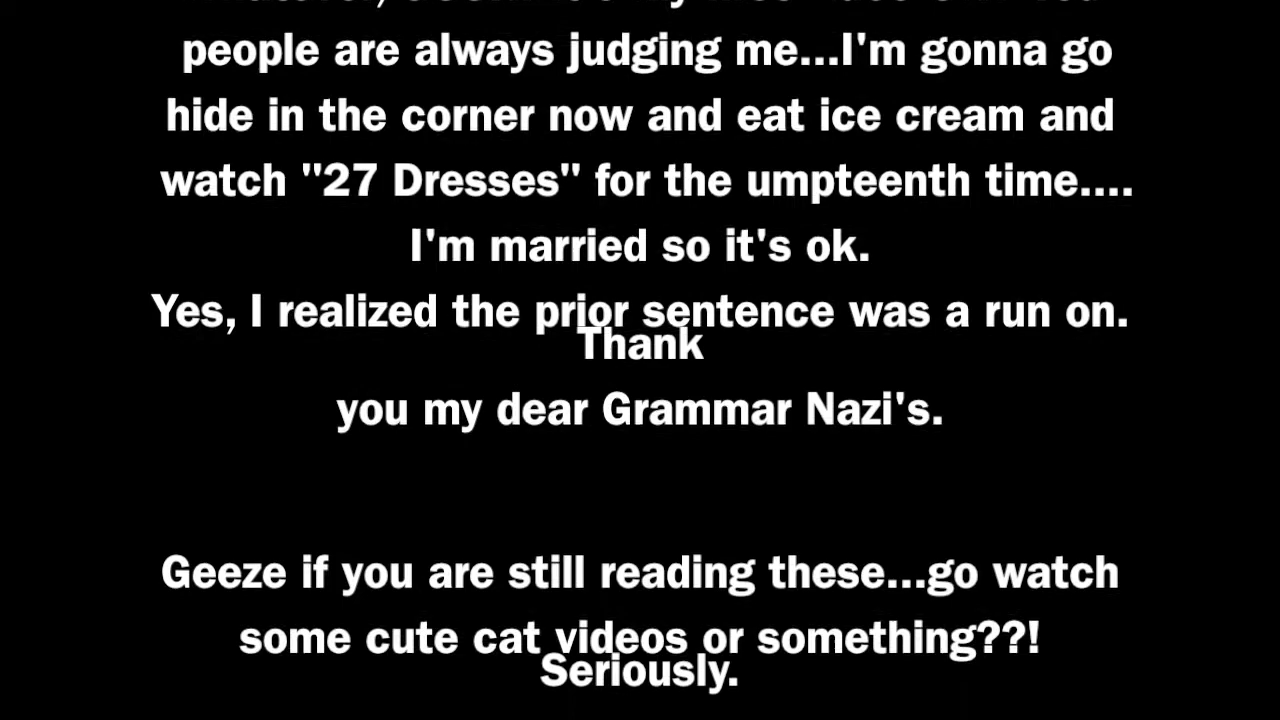 people are always judging me...I'm gonna go
hide in the corner now and eat ice cream and
watch "27 Dresses" for the umpteenth time....
I'm married so it's ok.
Yes, I realized the prior sentence was a run on.
Thank
you my dear Grammar Nazi's.
Geeze if you are still reading these...go watch
some cute cat videos or something??!
Seriously.